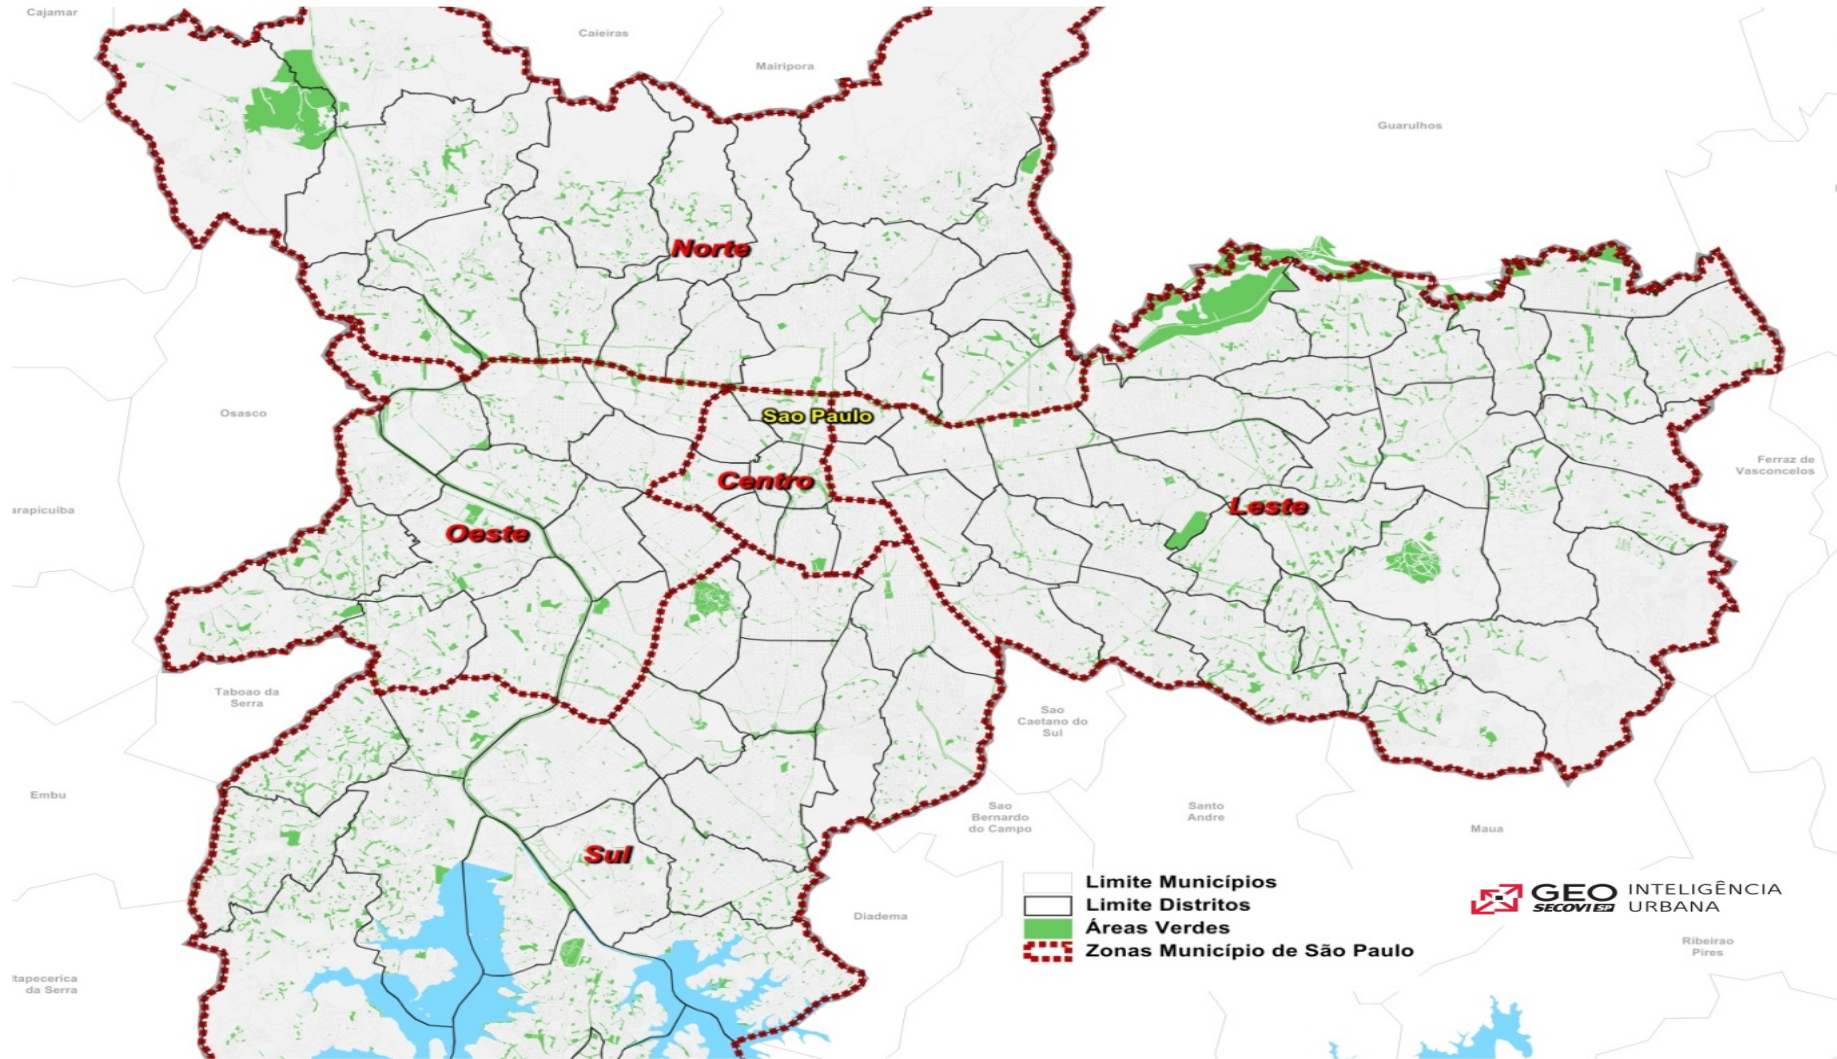 Cajamar
Caieiras
Mairipora
Guarulhos
Norte
Osasco
Sao Paulo
Centro
Ferraz de
Vasconcelos
arapicuiba
Oeste
Leste
Taboao da
Serra
Sao
Caetano do
Sul
Embu
Sao
Bernardo
do Campo
Santo
Andre
Maua
Sul
Limite Municípios
Limite Distritos
Áreas Verdes
Zonas Município de São Paulo
GEO
SECOVI SP
INTELIGÊNCIA
URBANA
Diadema
Ribeirao
Pires
Itapecerica
da Serra